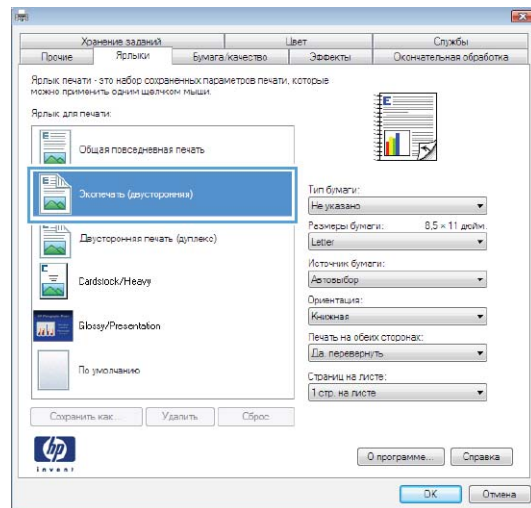 Хранение заданий
Цвет
Службы
Прочие
Ярлыки
Бумага/качество
Эффекты
Окончательная обработка
Ярлык печати - это набор сохраненных параметров печати, которые
можно применить одним щелчком мыши.
Ярлык для печати:
Общая повседневная печать
Экопечать (двусторонняя)
Двусторонняя печать (дуплекс)
Cardstock/Heavy
Glossy/Presentation
По умолчанию
Тип бумаги:
Не указано
Размеры бумаги: 8,5 × 11 дюйм.
Letter
Источник бумаги:
Автовыбор
Ориентация:
Книжная
Печать на обеих сторонах:
Да, перевернуть
Страниц на листе:
1 стр. на листе
Сохранить как...
Удалить
Сброс
hp
invent
О программе...
Справка
OK
Отмена